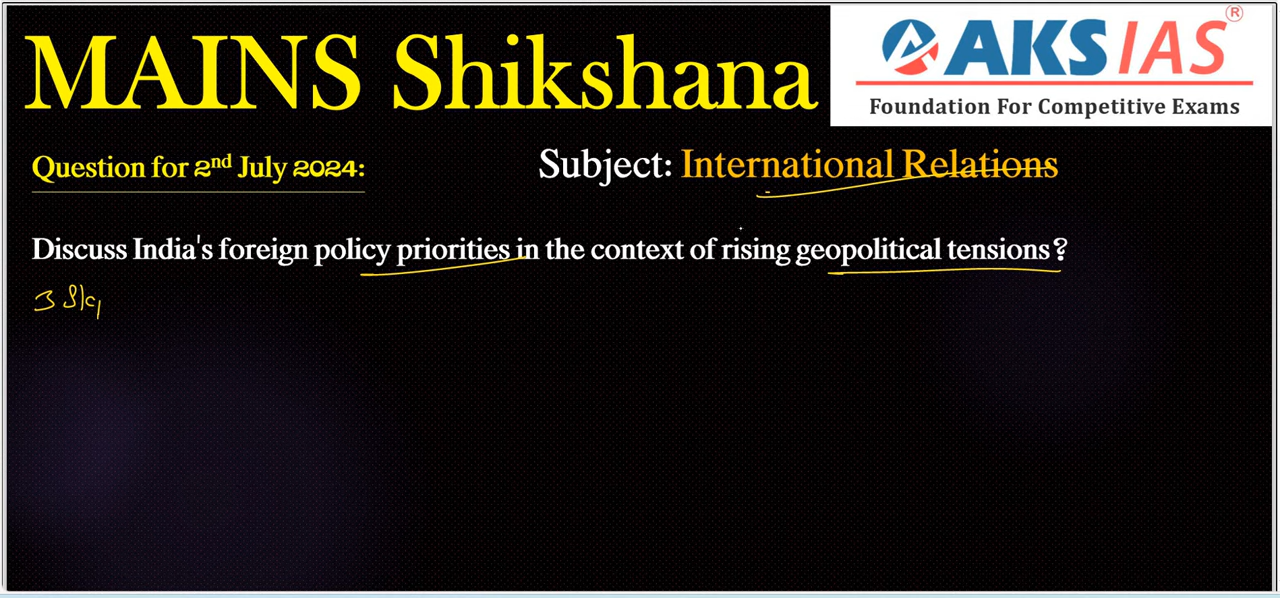 MAINS Shikshana
AKS IAS®
Foundation For Competitive Exams
Question for 2nd July 2024:
Subject: International Relations
Discuss India's foreign policy priorities in the context of rising geopolitical tensions?
3